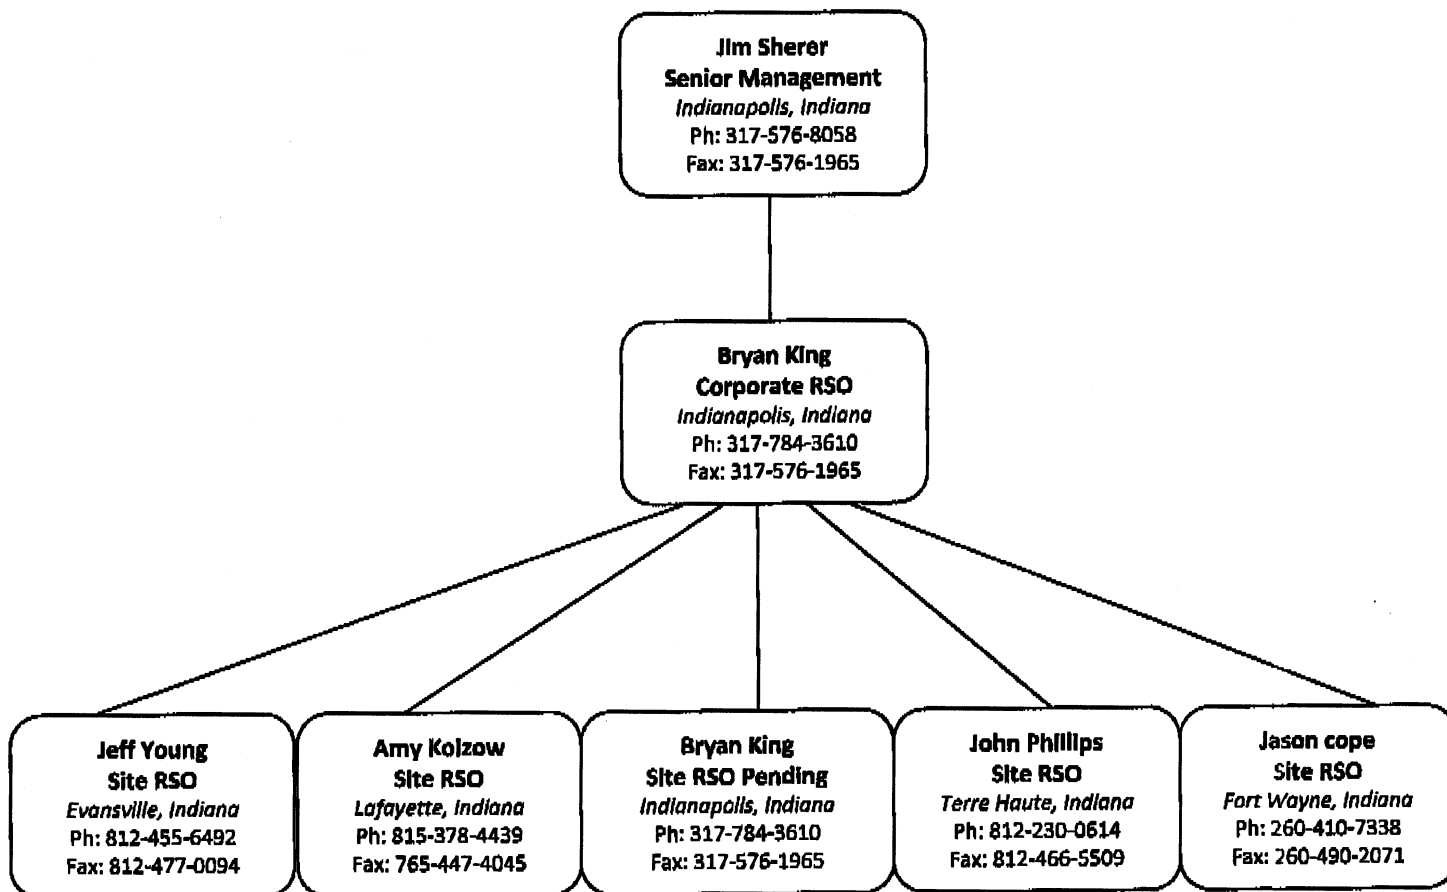 Jim Sherer
Senior Management
Indianapolis, Indiana
Ph: 317-576-8058
Fax: 317-576-1965
Bryan King
Corporate RSO
Indianapolis, Indiana
Ph: 317-784-3610
Fax: 317-576-1965
Jeff Young
Site RSO
Evansville, Indiana
Ph: 812-455-6492
Fax: 812-477-0094
Amy Kolzow
Site RSO
Lafayette, Indiana
Ph: 815-378-4439
Fax: 765-447-4045
Bryan King
Site RSO Pending
Indianapolis, Indiana
Ph: 317-784-3610
Fax: 317-576-1965
John Phillips
Site RSO
Terre Haute, Indiana
Ph: 812-230-0614
Fax: 812-466-5509
Jason cope
Site RSO
Fort Wayne, Indiana
Ph: 260-410-7338
Fax: 260-490-2071